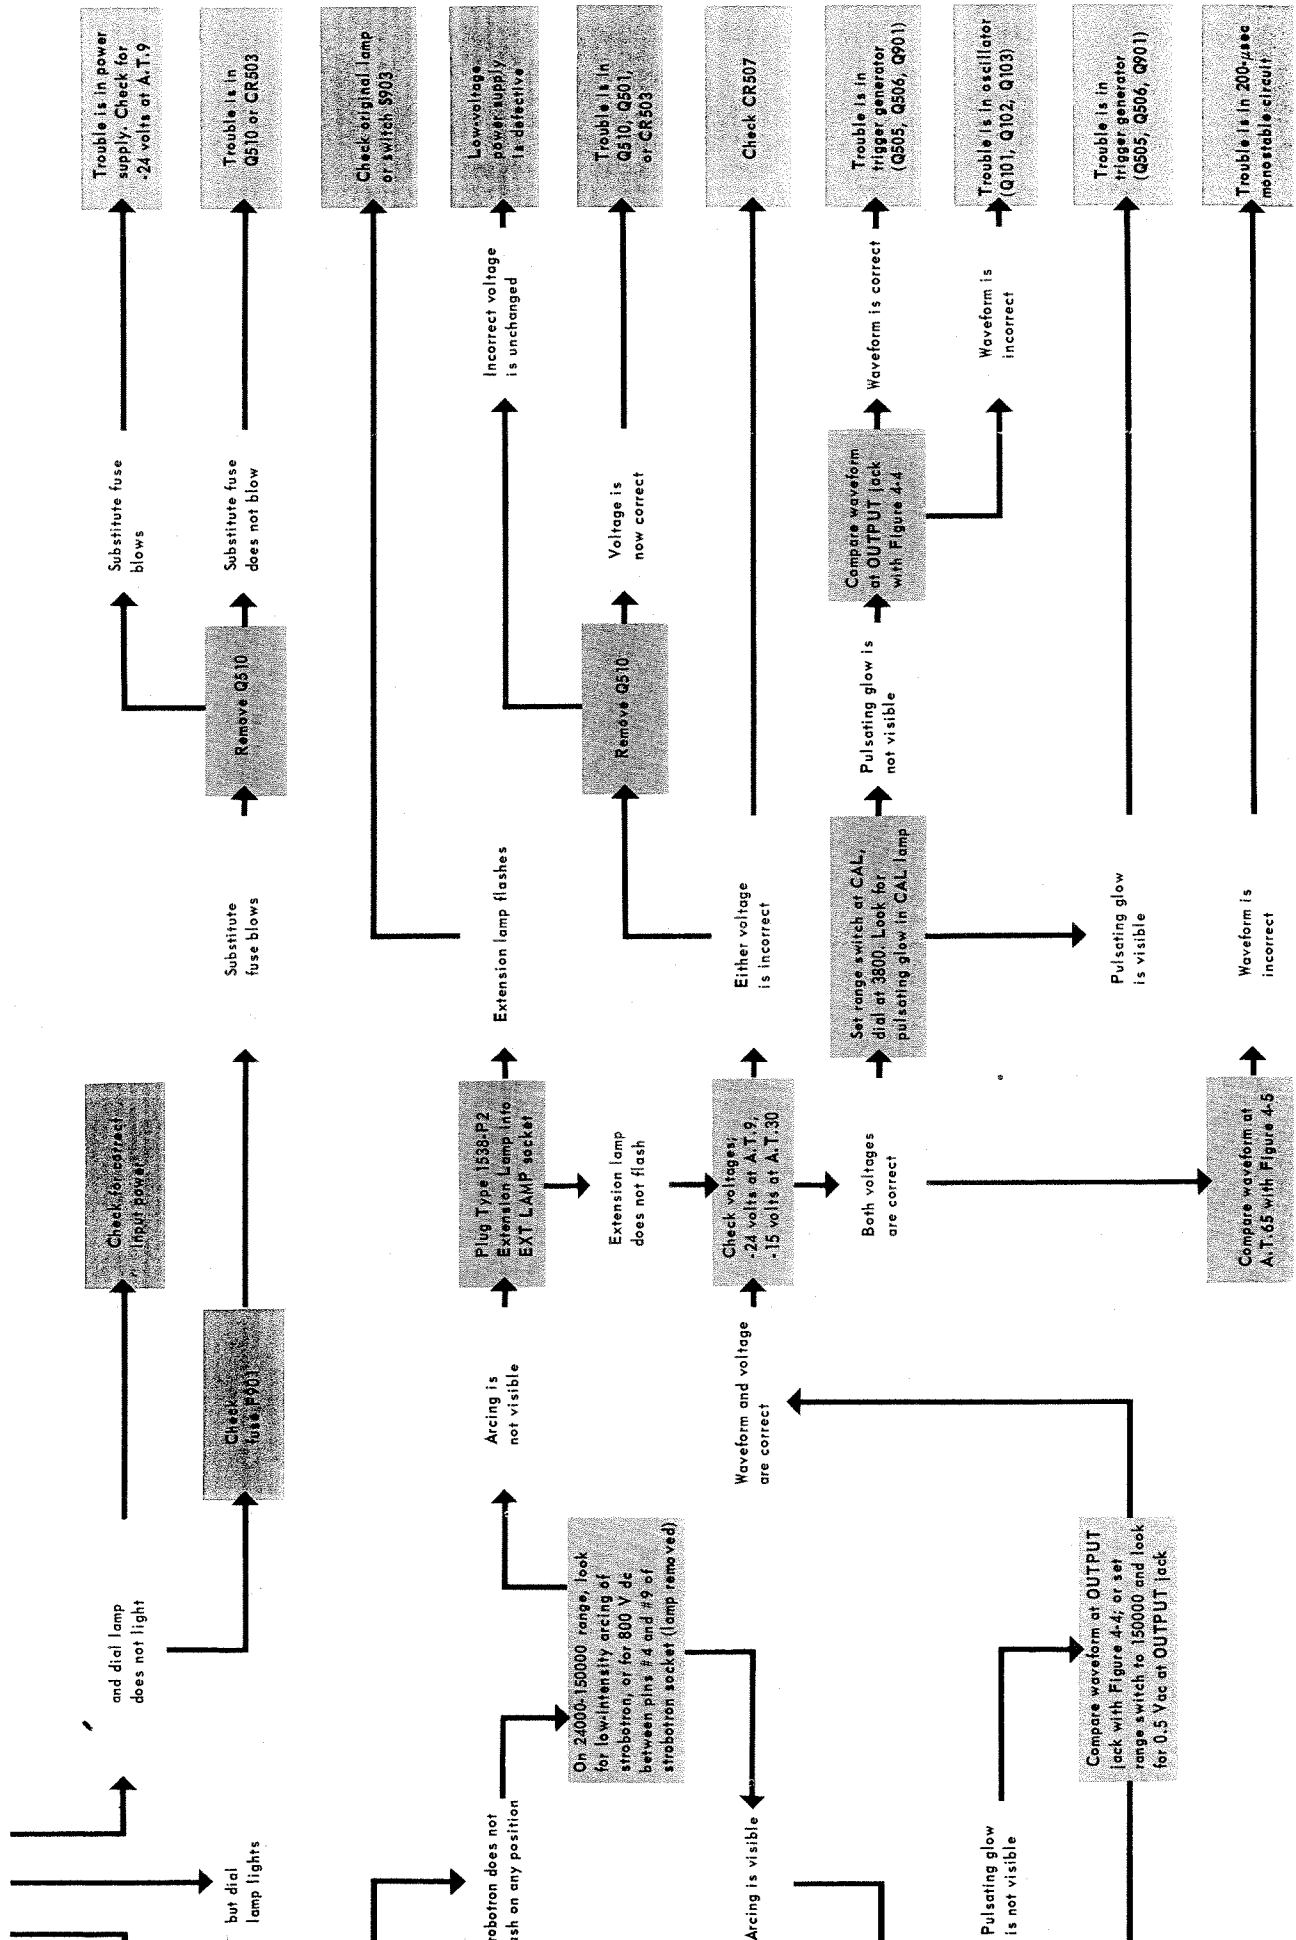 Trouble is in power
supply. Check for
-24 volts at A.T.9
Trouble is in
Q510 or CR503
Check original lamp
or switch S903
Low-voltage
power supply
is defective
Trouble is in
Q510, Q501,
or CR503
Check CR507
Trouble is in
trigger generator
(Q505, Q506, Q901)
Trouble is in oscillator
(Q101, Q102, Q103)
Trouble is in
trigger generator
(Q505, Q506, Q901)
Trouble is in 200-μsec
monostable circuit
Incorrect voltage
is unchanged
Waveform is correct
Waveform is
incorrect
Substitute fuse
blows
Substitute fuse
does not blow
Voltage is
now correct
Compare waveform
at OUTPUT jack
with Figure 4-4
Remove Q510
Remove Q510
Pulsating glow is
not visible
Substitute
fuse blows
Extension lamp flashes
Either voltage
is incorrect
Set range switch at CAL,
dial at 3800. Look for
pulsating glow in CAL lamp
Pulsating glow
is visible
Waveform is
incorrect
Check for correct
input power
Plug Type 1538-P2
Extension Lamp into
EXT LAMP socket
Extension lamp
does not flash
Check voltages;
-24 volts at A.T.9,
-15 volts at A.T.30
Both voltages
are correct
Compare waveform at
A.T.65 with Figure 4-5
Check
fuse F901
Arcing is
not visible
Waveform and voltage
are correct
and dial lamp
does not light
On 24000-150000 range, look
for low-intensity arcing of
strobotron, or for 800 V dc
between pins #4 and #9 of
strobotron socket (lamp removed)
Compare waveform at OUTPUT
jack with Figure 4-4; or set
range switch to 150000 and look
for 0.5 Vac at OUTPUT jack
but dial
lamp lights
robotron does not
ash on any position
Arcing is visible
Pulsating glow
is not visible